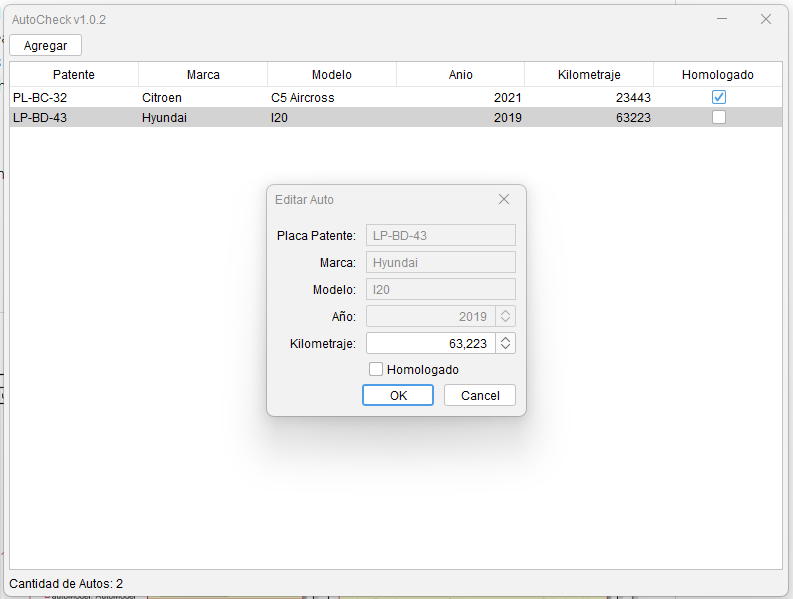 AutoCheck v1.0.2
Agregar
Patente Marca Modelo Anio Kilometraje Homologado
PL-BC-32 Citroen C5 Aircross 2021 23443
LP-BD-43 Hyundai I20 2019 63223
Editar Auto
Placa Patente: LP-BD-43
Marca: Hyundai
Modelo: I20
Año: 2019
Kilometraje: 63,223
Homologado
OK Cancel
Cantidad de Autos: 2